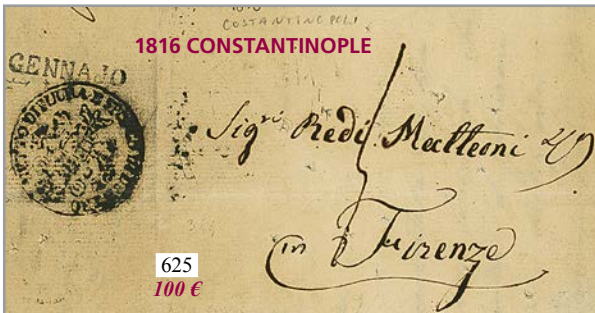 COSTANTINOPOLI
1816 CONSTANTINOPLE
GENNAJO
Sig.ri Redi Matteoni
in Firenze
625
100 €